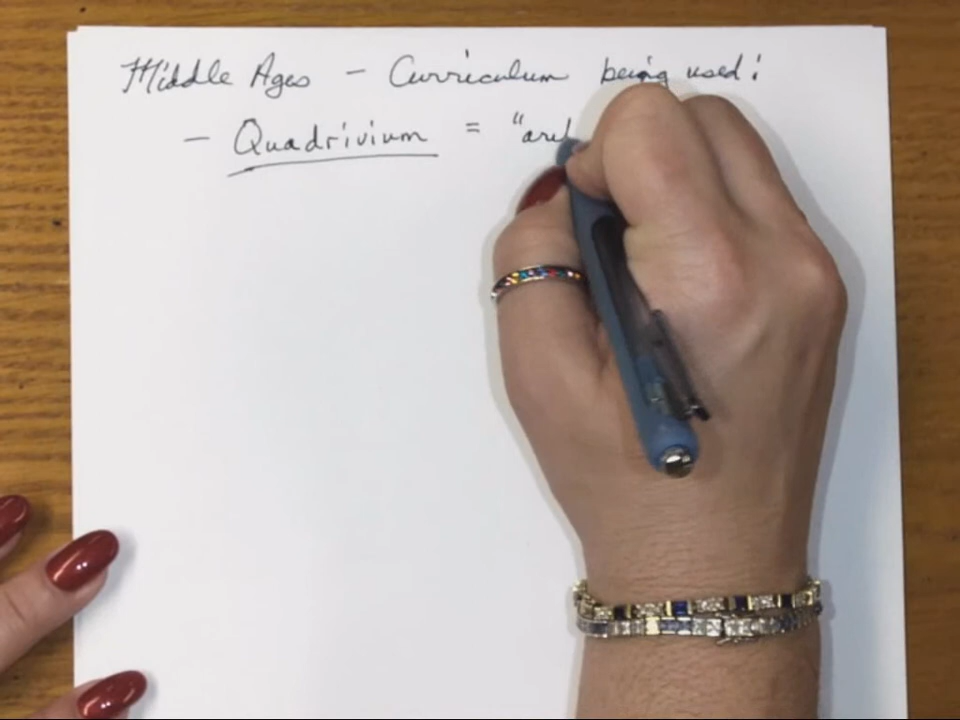 Middle Ages - Curriculum being used:
- Quadrivium = "